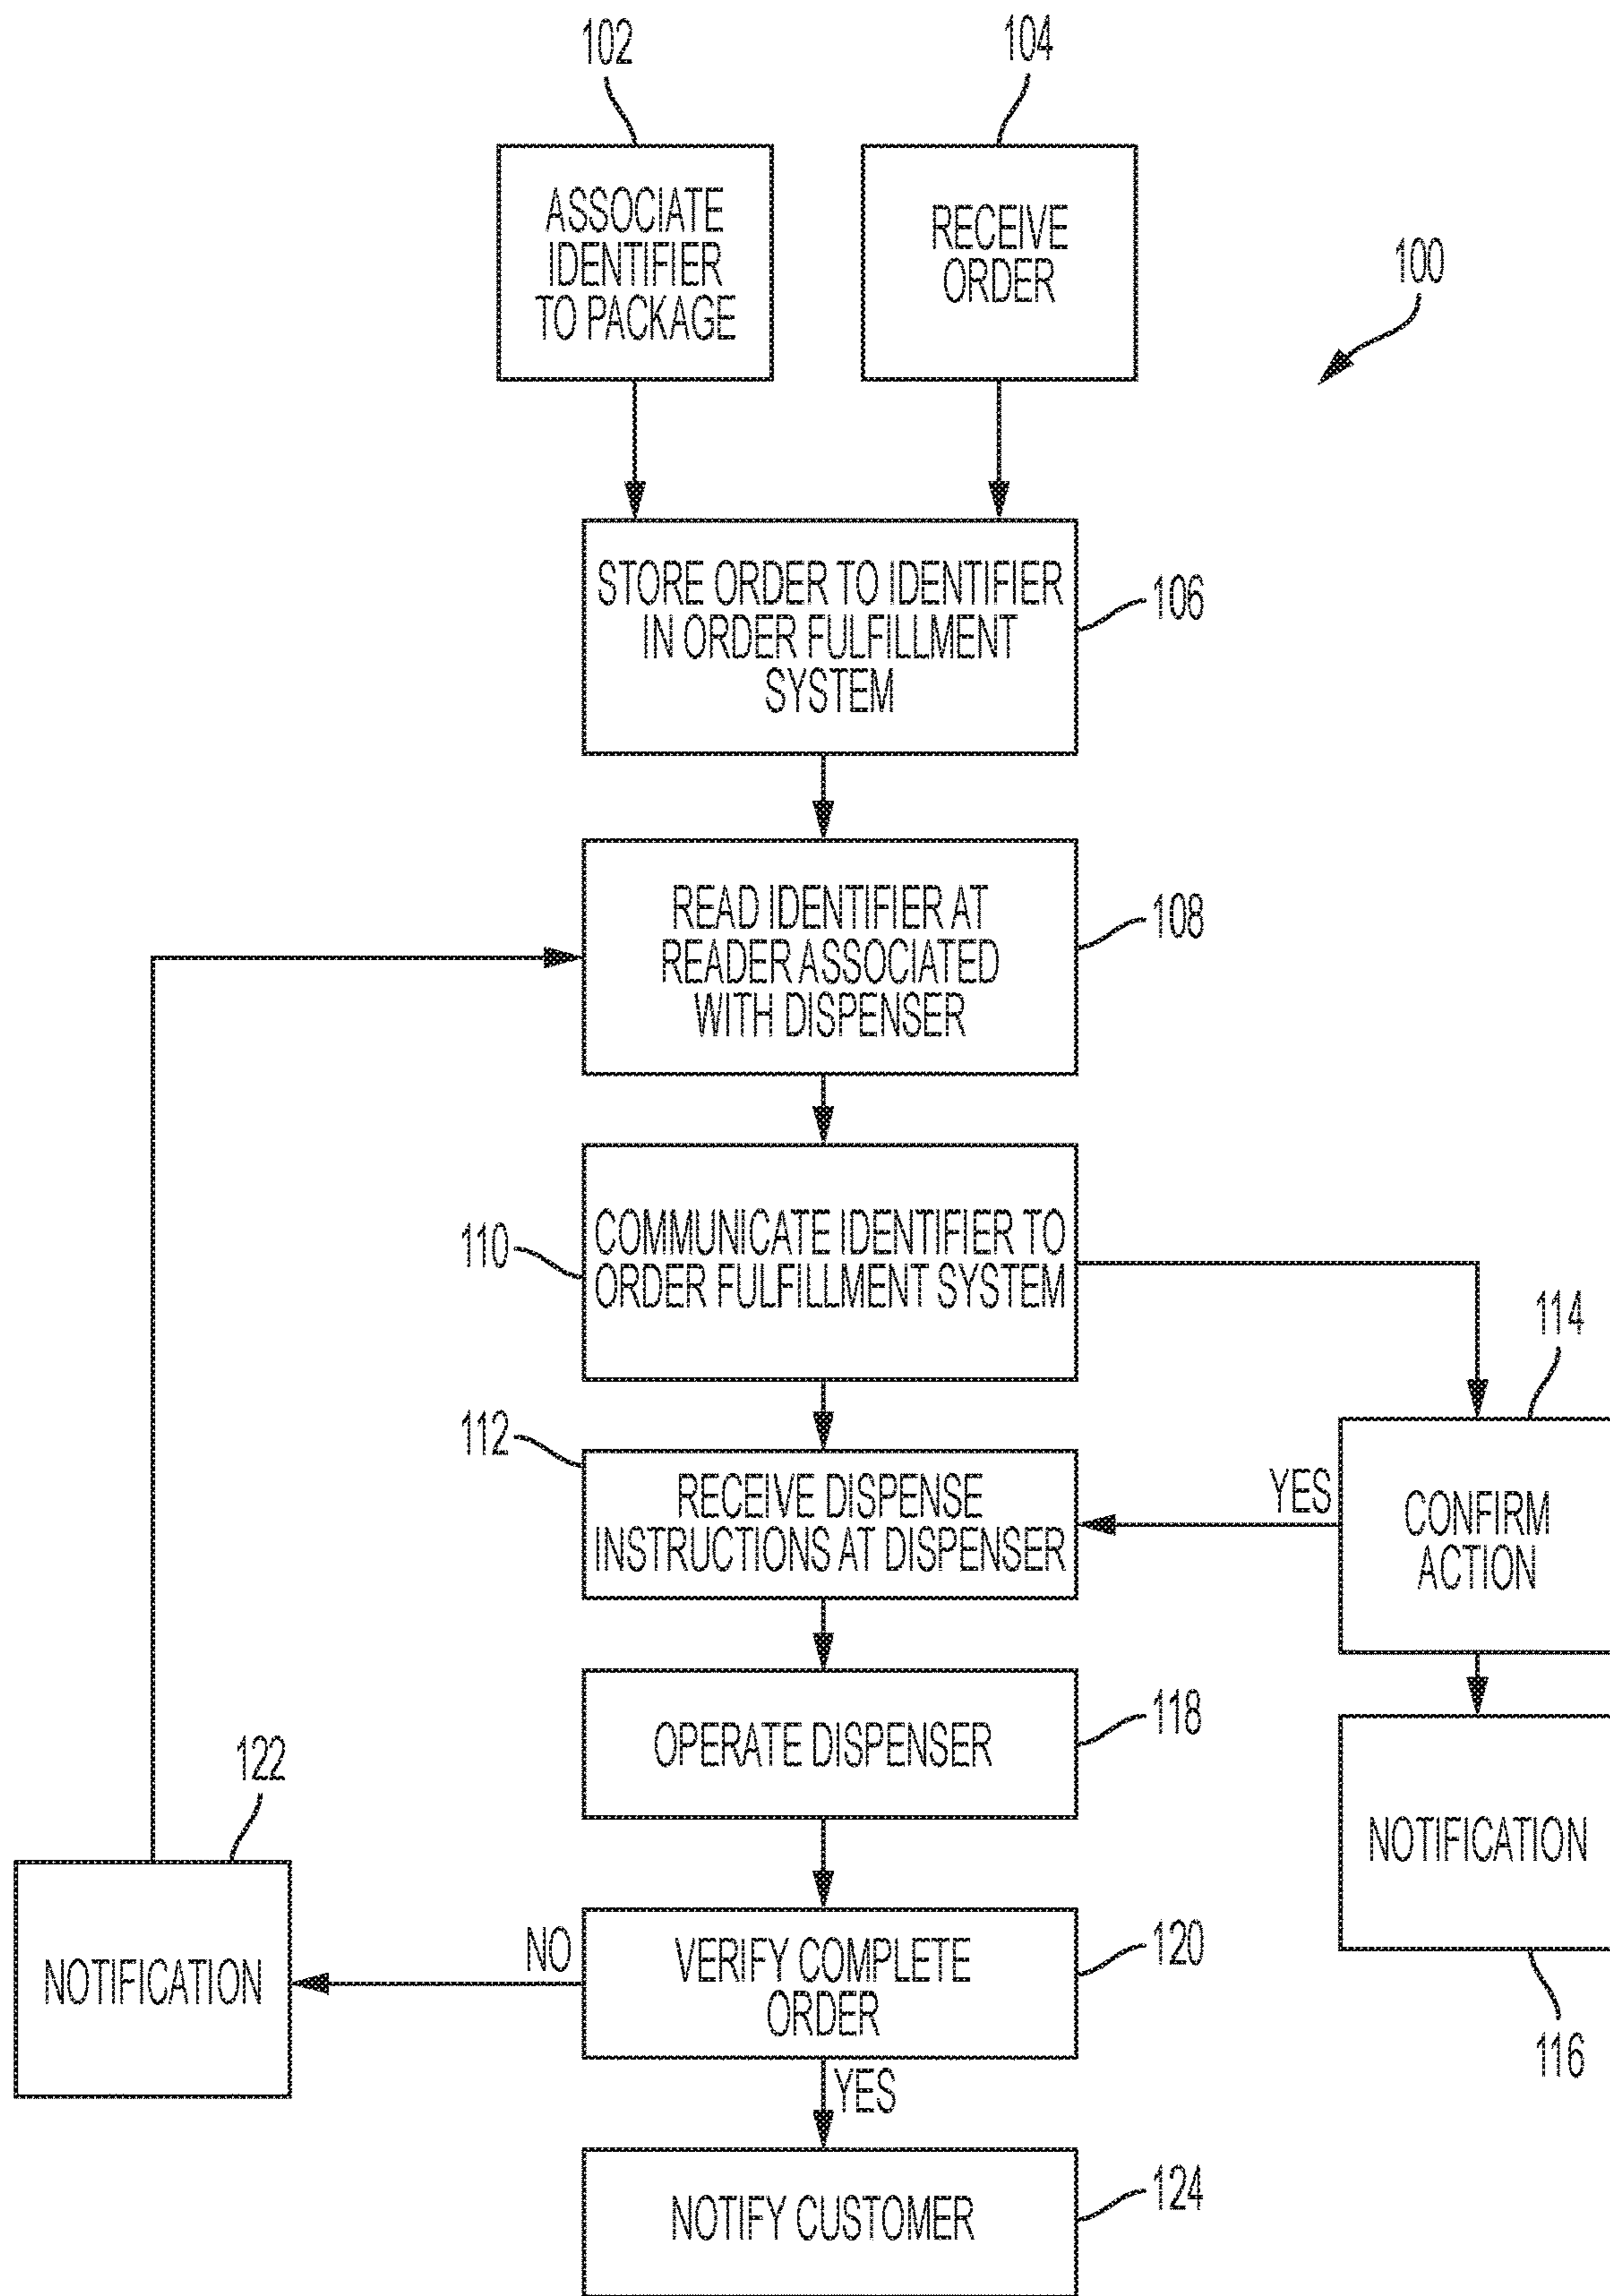 102
104
ASSOCIATE
IDENTIFIER
TO PACKAGE
RECEIVE
ORDER
100
STORE ORDER TO IDENTIFIER
IN ORDER FULFILLMENT
SYSTEM
106
READ IDENTIFIER AT
READER ASSOCIATED
WITH DISPENSER
108
110
COMMUNICATE IDENTIFIER TO
ORDER FULFILLMENT SYSTEM
114
112
RECEIVE DISPENSE
INSTRUCTIONS AT DISPENSER
YES
CONFIRM
ACTION
OPERATE DISPENSER
118
122
NOTIFICATION
NOTIFICATION
NO
VERIFY COMPLETE
ORDER
120
116
YES
NOTIFY CUSTOMER
124